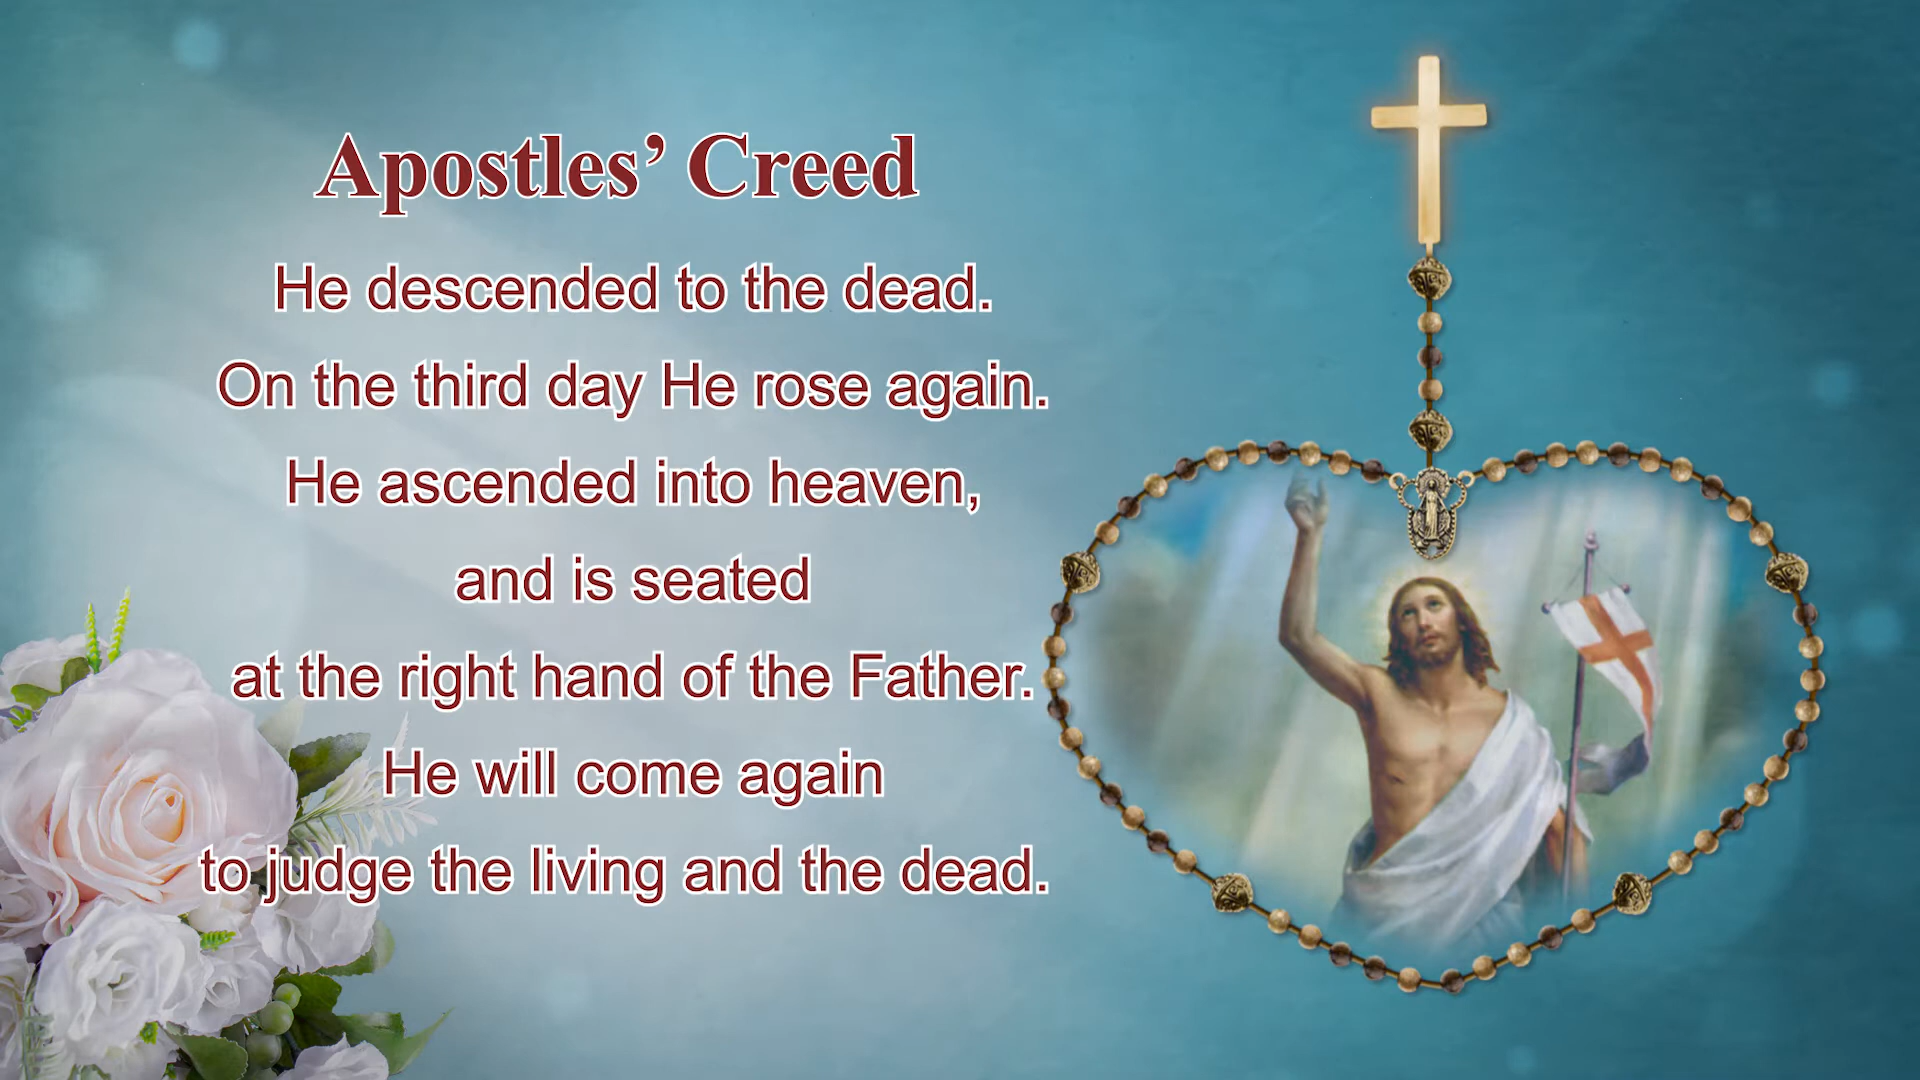 Apostles’ Creed
He descended to the dead.
On the third day He rose again.
He ascended into heaven,
and is seated
at the right hand of the Father.
He will come again
to judge the living and the dead.